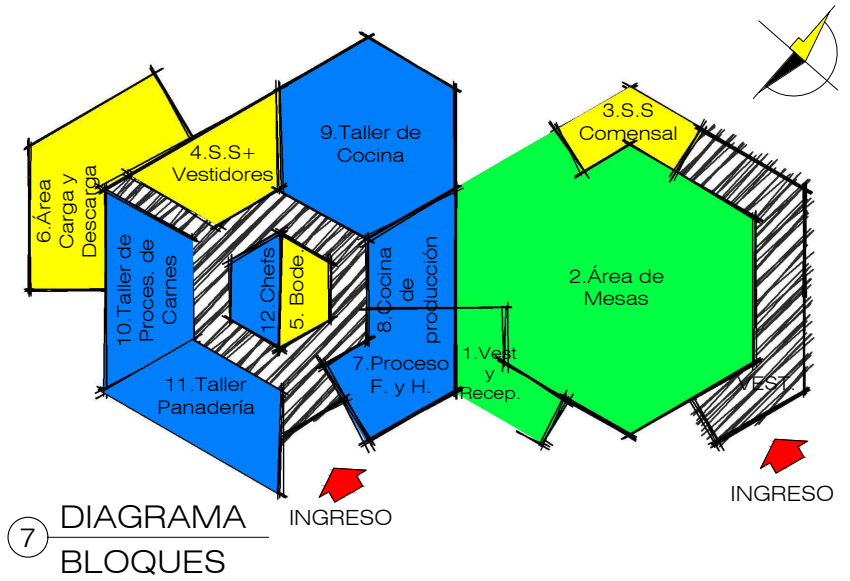 3.S.S
Comensal
9.Taller de
Cocina
4.S.S+
Vestidores
6.Área
Carga y
Descarga
10.Taller de
Proces. de
Carnes
12.Chefs
5. Bode.
8.Cocina
de
producción
2.Área de
Mesas
1.Vest
y
Recep.
7.Proceso
F. y H.
11.Taller
Panadería
VEST.
INGRESO
INGRESO
7
DIAGRAMA
BLOQUES